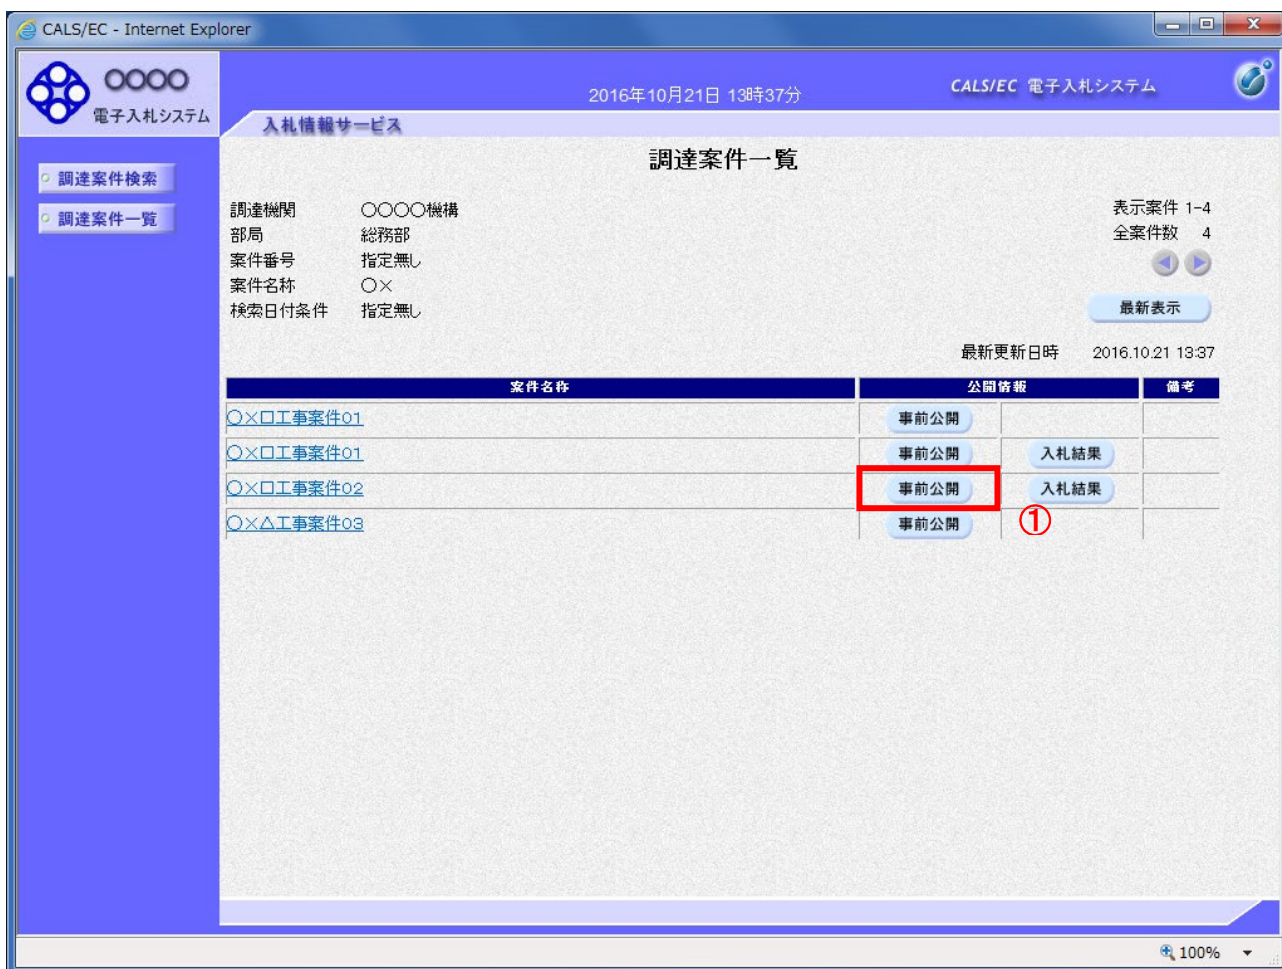 CALS/EC - Internet Explorer
〇〇〇〇
電子入札システム
2016年10月21日 13時37分
CALS/EC 電子入札システム
入札情報サービス
調達案件検索
調達案件一覧
調達案件一覧
調達機関 〇〇〇〇機構
部局 総務部
案件番号 指定無し
案件名称 〇×
検索日付条件 指定無し
表示案件 1-4
全案件数 4
最新表示
最新更新日時 2016.10.21 13:37
案件名称 公開情報 備考
〇×□工事案件01 事前公開
〇×□工事案件01 事前公開 入札結果
〇×□工事案件02 事前公開 入札結果
〇×△工事案件03 事前公開
①
100%